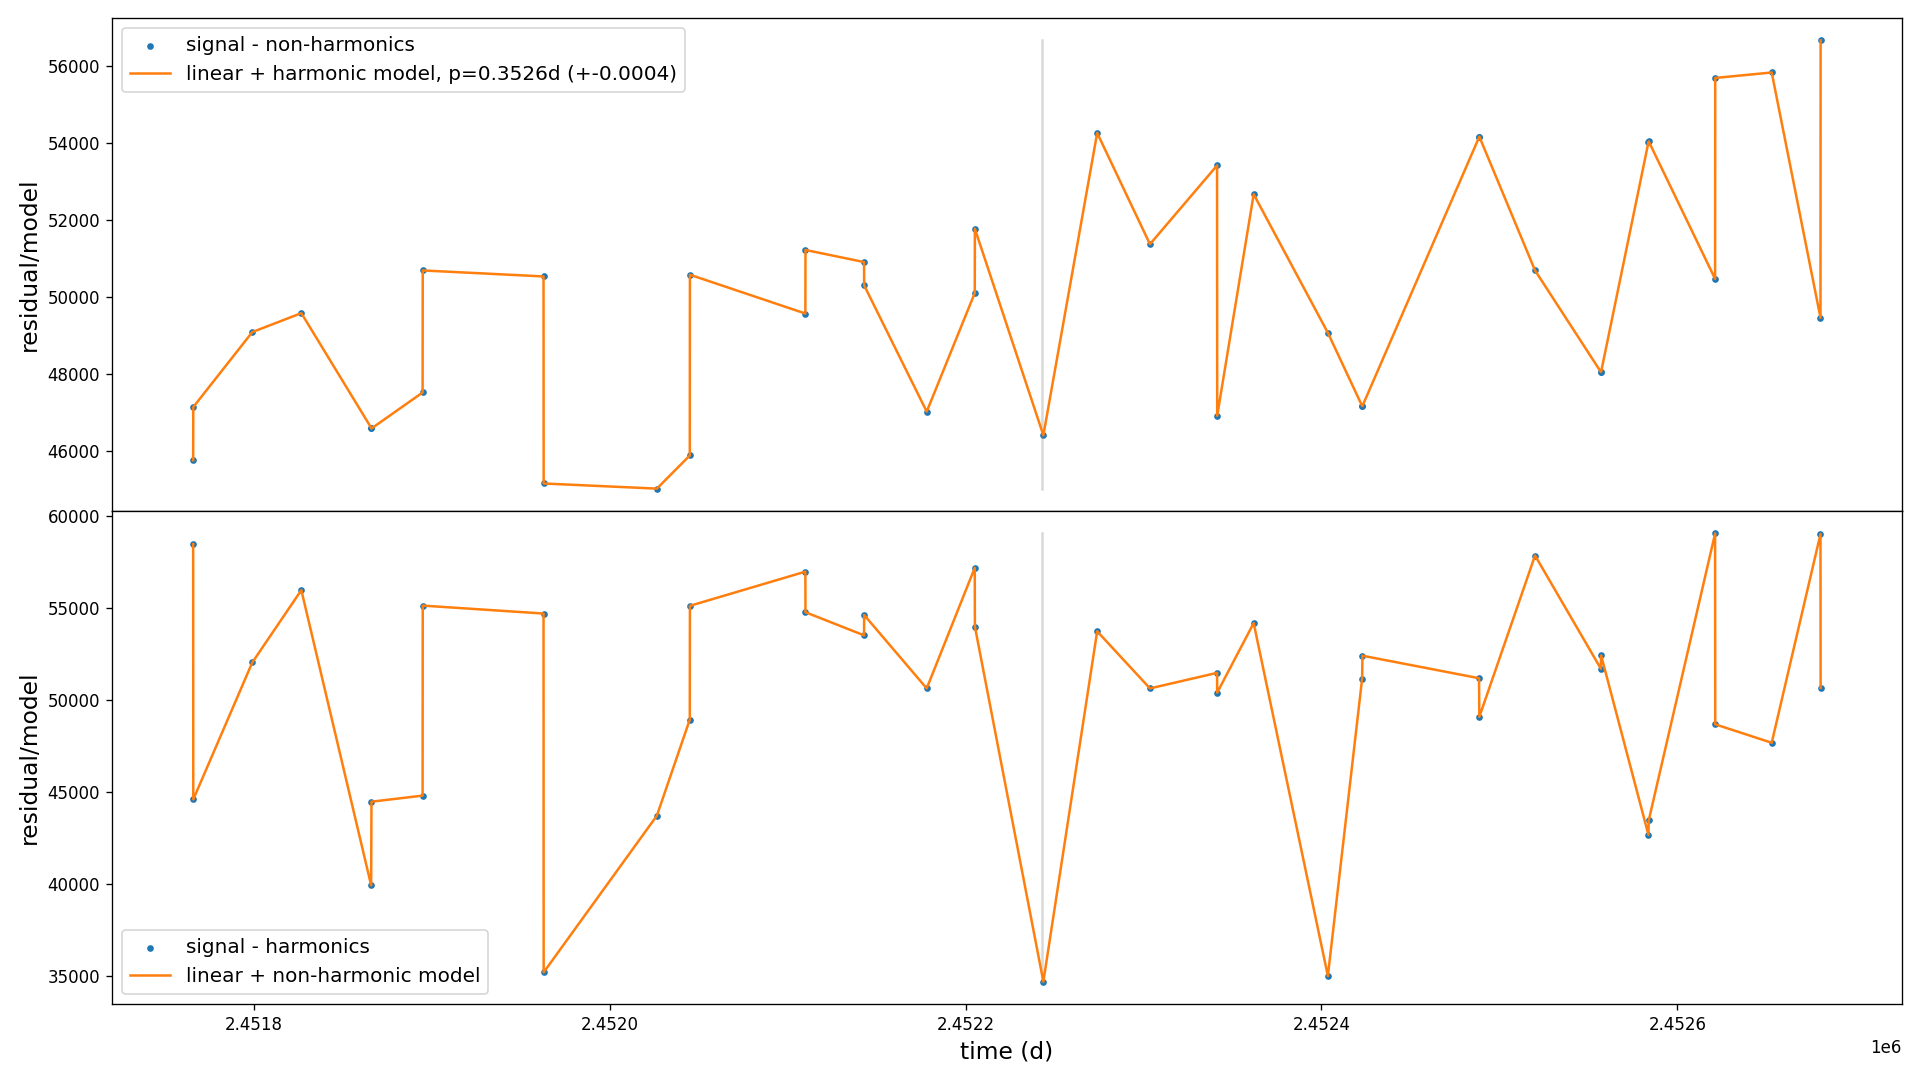 56000
54000
52000
50000
48000
46000
residual/model
signal - non-harmonics
linear + harmonic model, p=0.3526d (+-0.0004)
60000
55000
50000
45000
40000
35000
residual/model
signal - harmonics
linear + non-harmonic model
2.4518
2.4520
2.4522
2.4524
2.4526
1e6
time (d)